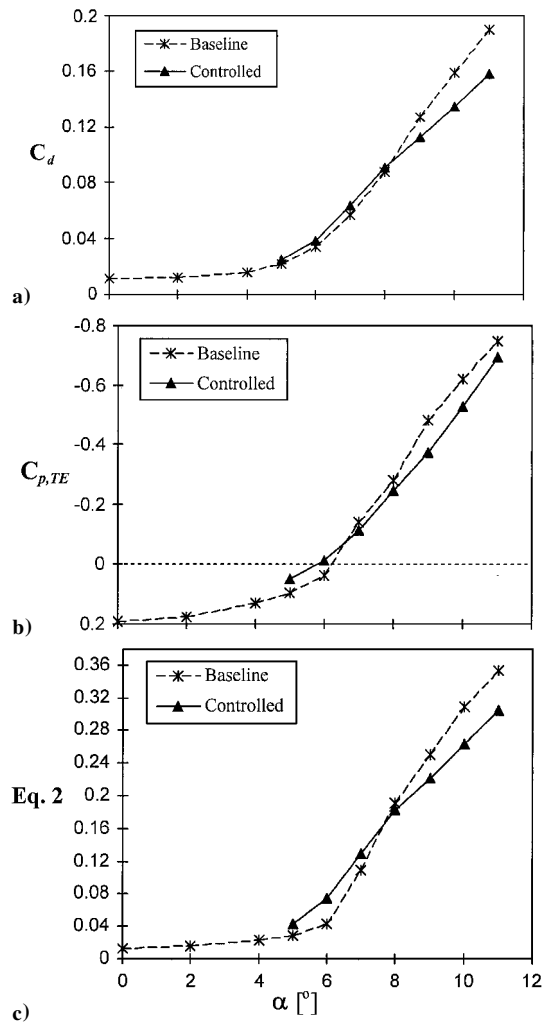 0.2
0.16
0.12
0.08
0.04
0
C_d
Baseline
Controlled
a)
-0.8
-0.6
-0.4
-0.2
0
0.2
C_{p,TE}
Baseline
Controlled
b)
0.36
0.32
0.28
0.24
0.2
0.16
0.12
0.08
0.04
0
Eq. 2
Baseline
Controlled
0 2 4 6 8 10 12
α [º]
c)